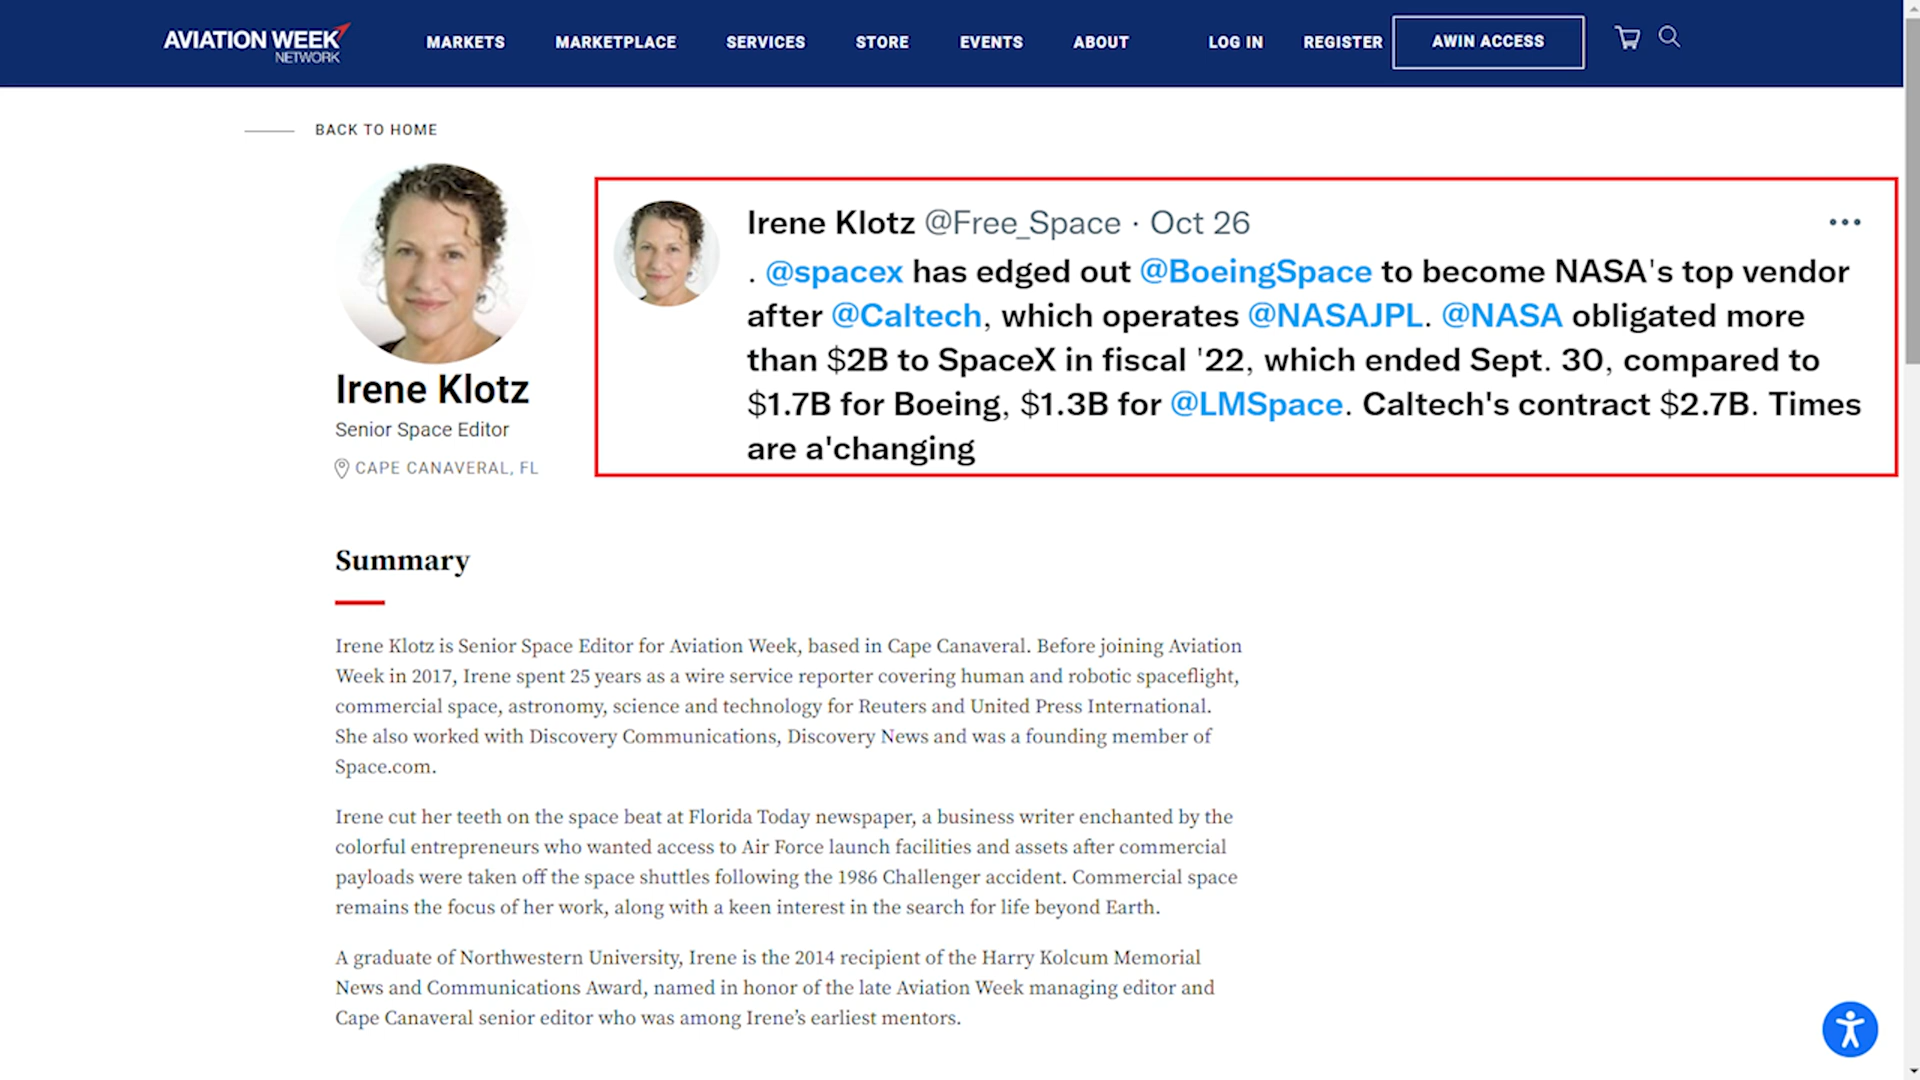 AVIATION WEEK
NETWORK
MARKETS
MARKETPLACE
SERVICES
STORE
EVENTS
ABOUT
LOG IN
REGISTER
AWIN ACCESS
BACK TO HOME
Irene Klotz
Senior Space Editor
CAPE CANAVERAL, FL
Irene Klotz @Free_Space · Oct 26
. @spacex has edged out @BoeingSpace to become NASA's top vendor
after @Caltech, which operates @NASAJPL. @NASA obligated more
than $2B to SpaceX in fiscal '22, which ended Sept. 30, compared to
$1.7B for Boeing, $1.3B for @LMSpace. Caltech's contract $2.7B. Times
are a'changing
Summary
Irene Klotz is Senior Space Editor for Aviation Week, based in Cape Canaveral. Before joining Aviation
Week in 2017, Irene spent 25 years as a wire service reporter covering human and robotic spaceflight,
commercial space, astronomy, science and technology for Reuters and United Press International.
She also worked with Discovery Communications, Discovery News and was a founding member of
Space.com.
Irene cut her teeth on the space beat at Florida Today newspaper, a business writer enchanted by the
colorful entrepreneurs who wanted access to Air Force launch facilities and assets after commercial
payloads were taken off the space shuttles following the 1986 Challenger accident. Commercial space
remains the focus of her work, along with a keen interest in the search for life beyond Earth.
A graduate of Northwestern University, Irene is the 2014 recipient of the Harry Kolcum Memorial
News and Communications Award, named in honor of the late Aviation Week managing editor and
Cape Canaveral senior editor who was among Irene's earliest mentors.